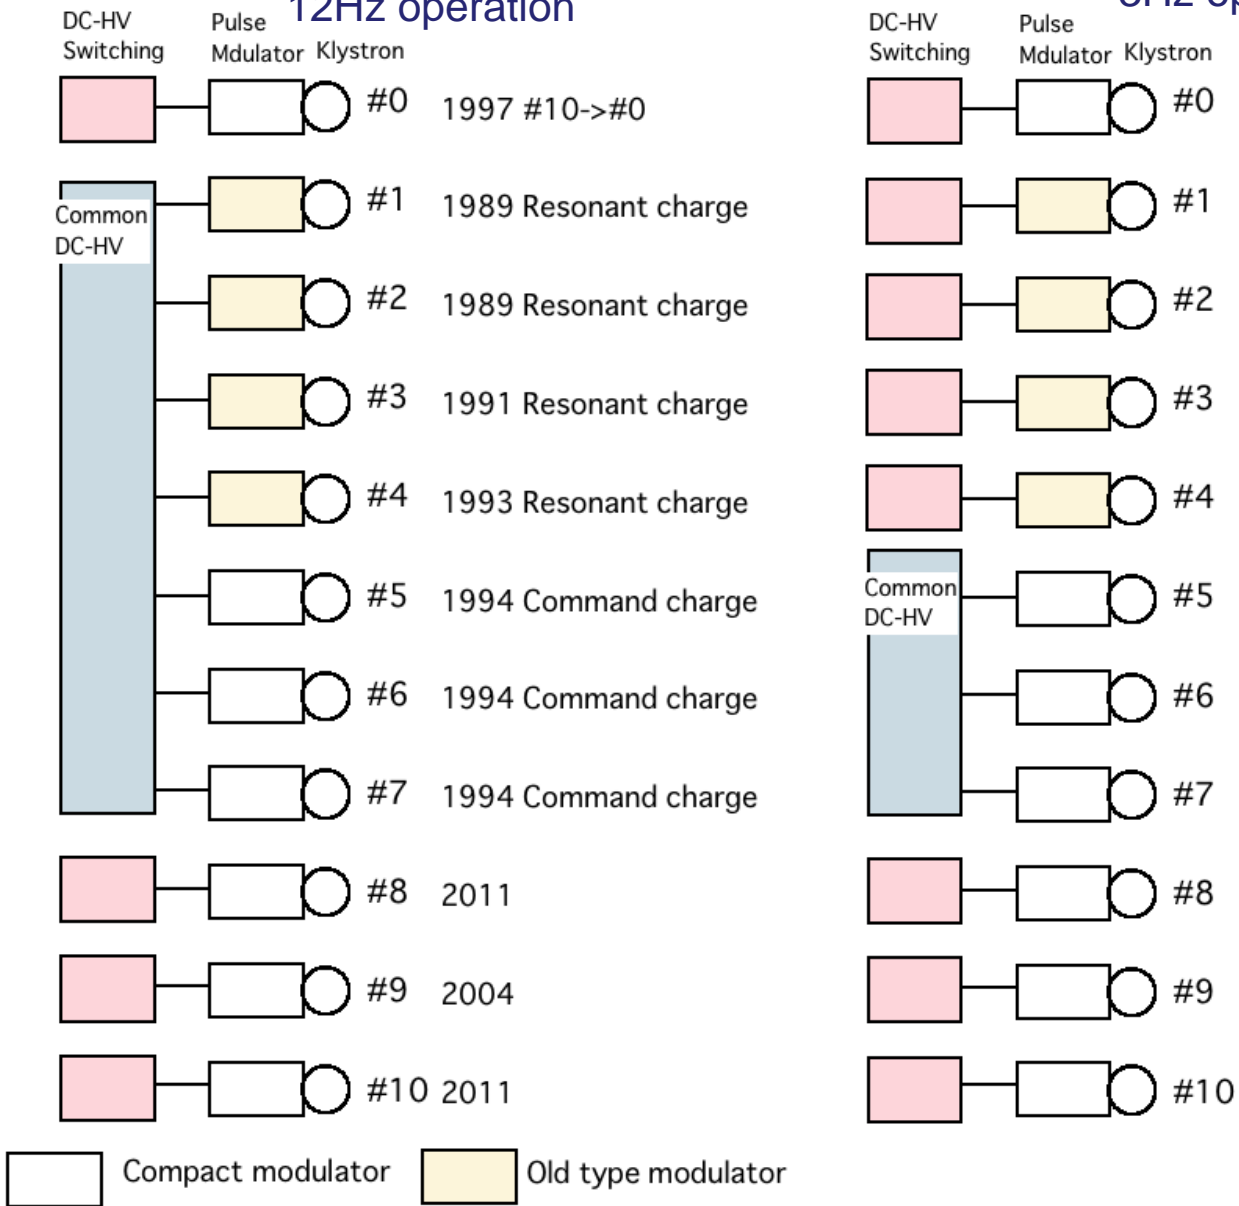 12Hz operation
DC-HV
Switching
Pulse
Mdulator
Klystron
#0 1997 #10->#0
Common
DC-HV
#1 1989 Resonant charge
#2 1989 Resonant charge
#3 1991 Resonant charge
#4 1993 Resonant charge
#5 1994 Command charge
#6 1994 Command charge
#7 1994 Command charge
#8 2011
#9 2004
#10 2011
DC-HV
Switching
Pulse
Mdulator
Klystron
#0
#1
#2
#3
#4
Common
DC-HV
#5
#6
#7
#8
#9
#10
Compact modulator
Old type modulator